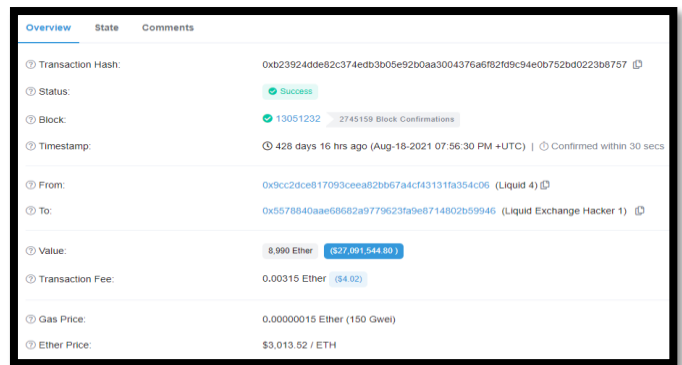 Overview State Comments
Transaction Hash: 0xb23924dde82c374edb3b05e92b0aa3004376a6f82fd9c94e0b752bd0223b8757
Status: Success
Block: 13051232 2745159 Block Confirmations
Timestamp: 428 days 16 hrs ago (Aug-18-2021 07:56:30 PM +UTC) | Confirmed within 30 secs
From: 0x9cc2dce817093ceea82bb67a4cf43131fa354c06 (Liquid 4)
To: 0x5578840aae68682a9779623fa9e8714802b59946 (Liquid Exchange Hacker 1)
Value: 8,990 Ether ($27,091,544.80 )
Transaction Fee: 0.00315 Ether ($4.02)
Gas Price: 0.00000015 Ether (150 Gwei)
Ether Price: $3,013.52 / ETH